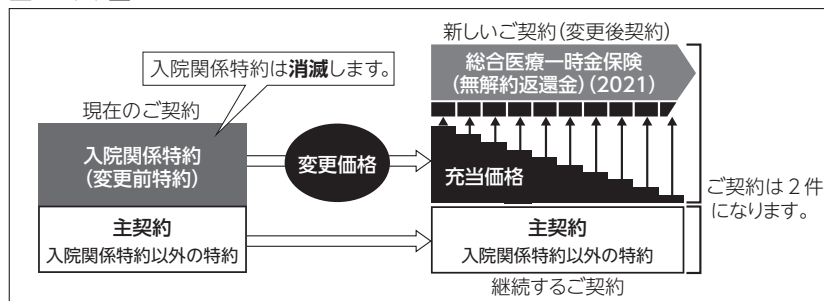 新しいご契約(変更後契約)
総合医療一時金保険
(無解約返還金)(2021)
入院関係特約は消滅します。
現在のご契約
入院関係特約
(変更前特約)
変更価格
充当価格
ご契約は2件
になります。
主契約
入院関係特約以外の特約
主契約
入院関係特約以外の特約
継続するご契約